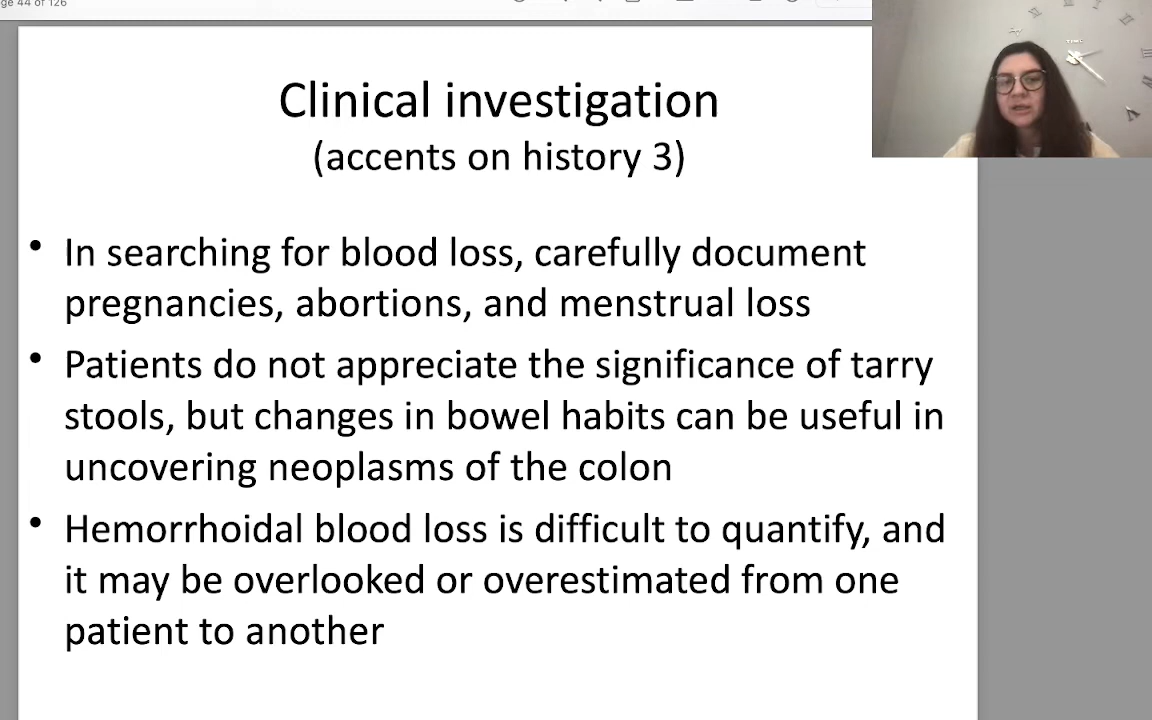 ge 44 of 126
Clinical investigation
(accents on history 3)
• In searching for blood loss, carefully document
pregnancies, abortions, and menstrual loss
• Patients do not appreciate the significance of tarry
stools, but changes in bowel habits can be useful in
uncovering neoplasms of the colon
• Hemorrhoidal blood loss is difficult to quantify, and
it may be overlooked or overestimated from one
patient to another